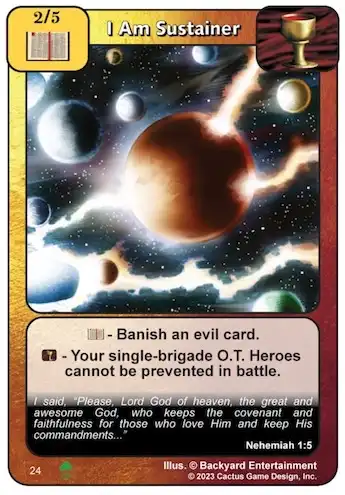 2/5
I Am Sustainer
- Banish an evil card.
- Your single-brigade O.T. Heroes
cannot be prevented in battle.
I said, "Please, Lord God of heaven, the great and
awesome God, who keeps the covenant and
faithfulness for those who love Him and keep His
commandments..."
Nehemiah 1:5
24
Illus. © Backyard Entertainment
© 2023 Cactus Game Design, Inc.